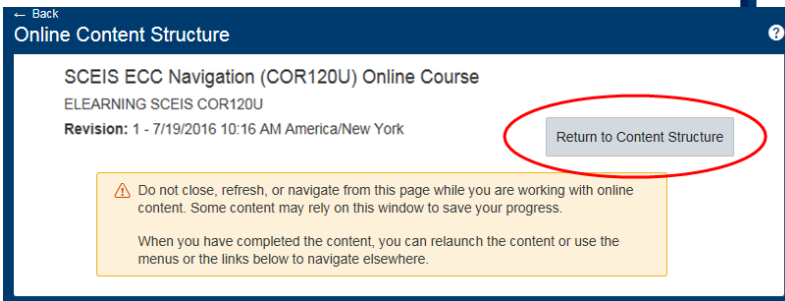 ← Back
Online Content Structure
?
SCEIS ECC Navigation (COR120U) Online Course
ELEARNING SCEIS COR120U
Revision: 1 - 7/19/2016 10:16 AM America/New York
Return to Content Structure
Do not close, refresh, or navigate from this page while you are working with online
content. Some content may rely on this window to save your progress.
When you have completed the content, you can relaunch the content or use the
menus or the links below to navigate elsewhere.